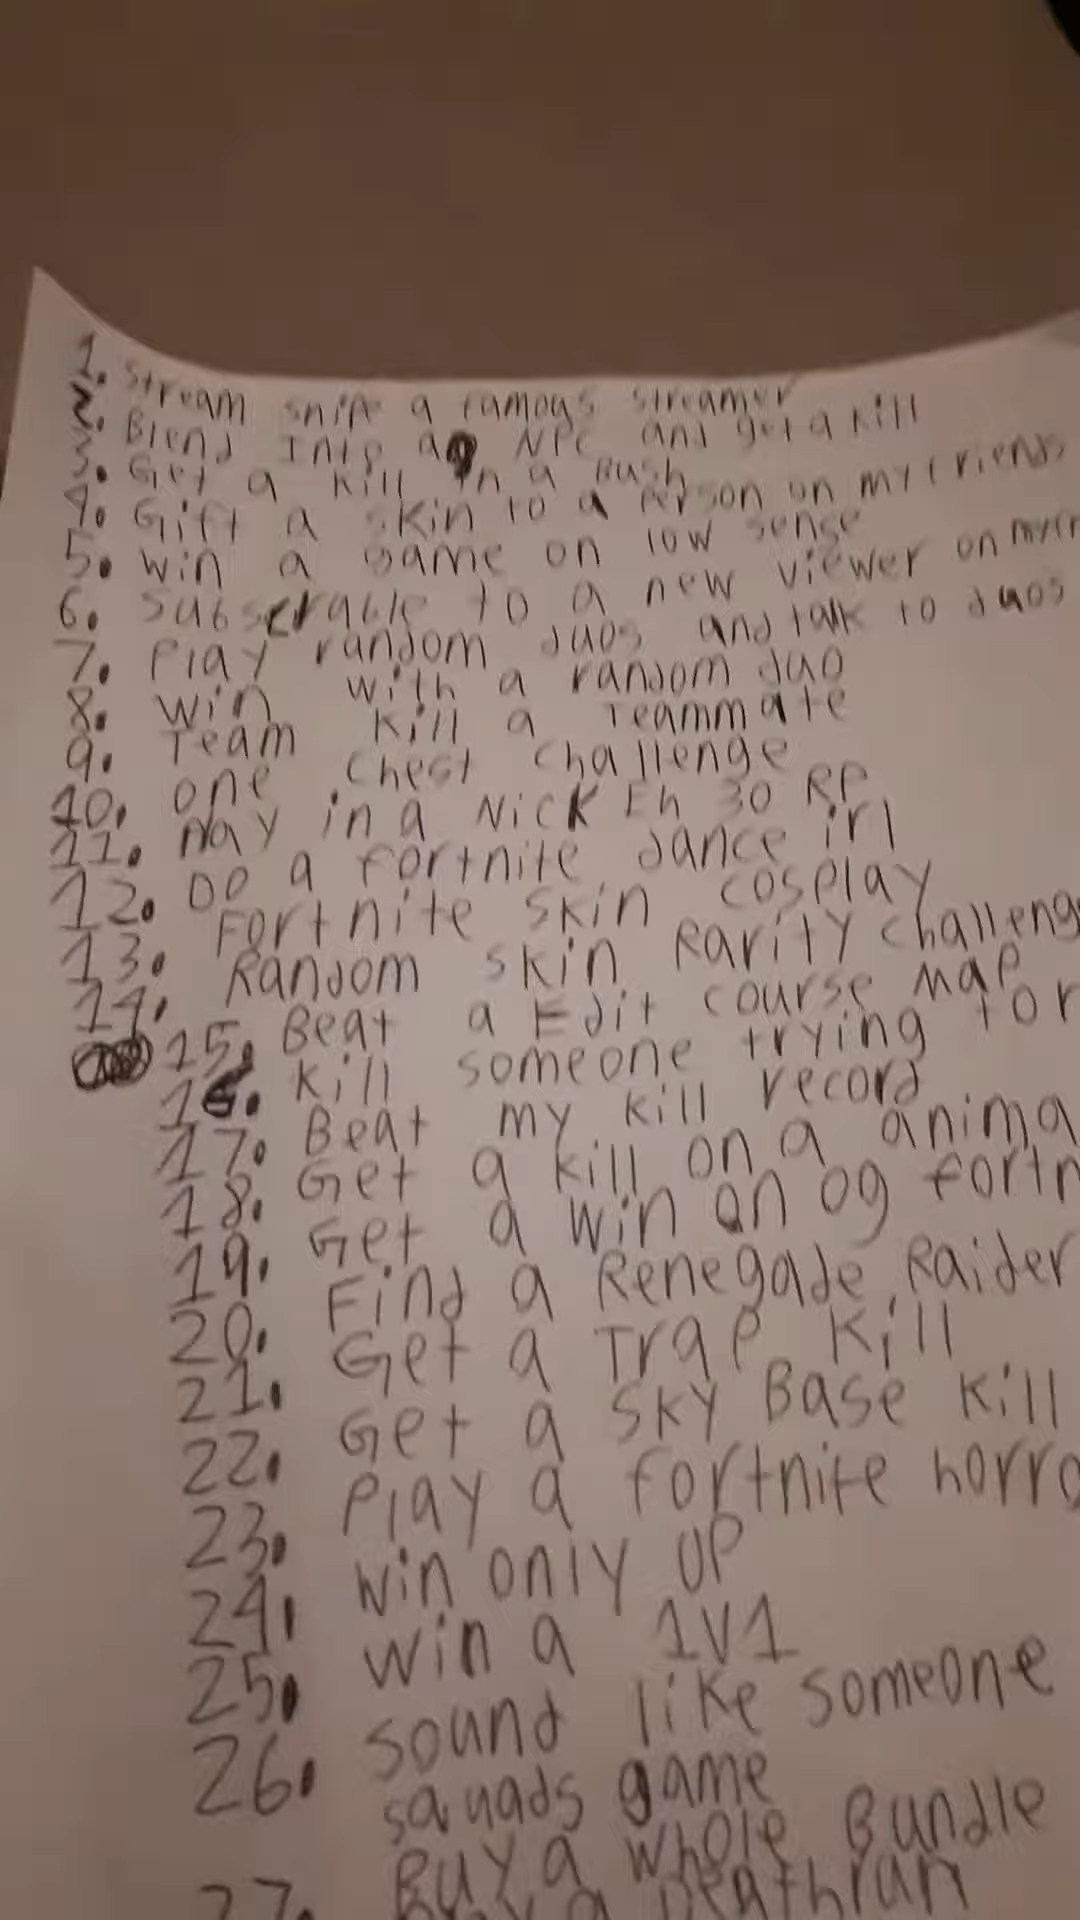 1. Stream snipe a famous streamer
2. Blend Into a NPC and get a kill
3. Get a kill in a Bush
4. Gift a skin to a Person on my friends
5. win a game on low sense
6. to a new viewer on my
7. Play random duos and talk to duos
8. win with a random duo
9. Team kill a Teammate
10. one chest challenge
11. in a Nick Eh 30 RP
12. DO a fortnite dance irl
13. Fortnite skin cosplay
14. Random skin Rarity challeng
15. Beat a Edit course map
16. Kill someone trying to r
17. Beat my kill record
18. Get a kill on a anima
19. Get a win on og fortn
20. Find a Renegade Raider
21. Get a Trap Kill
22. Get a sky Base Kill
23. Play a fortnite horro
24. win only UP
25. win a 1V1
26. sound like someone
squads game
27. Buy a whole Bundle
a Deathrun